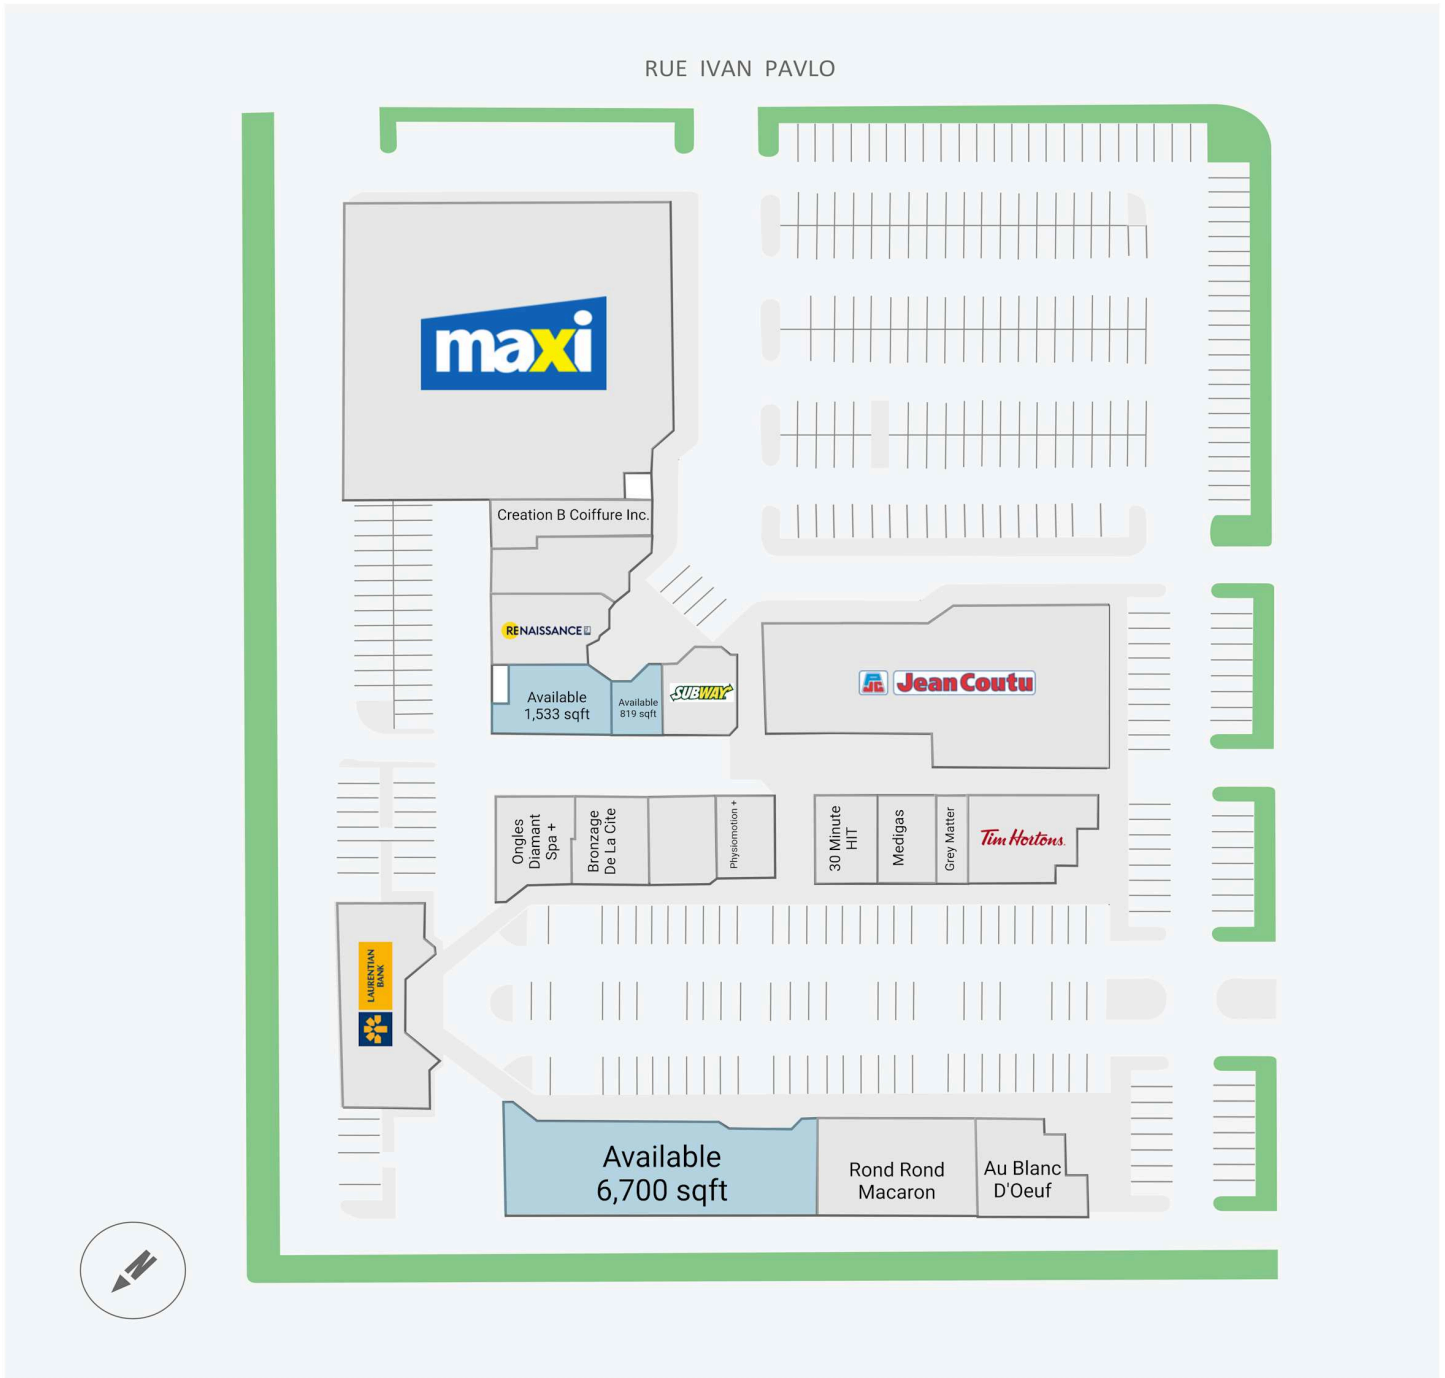 RUE IVAN PAVLO
maxi
Creation B Coiffure Inc.
RENAISSANCE
Available
1,533 sqft
Available
819 sqft
SUBWAY
PJC
Jean Coutu
Ongles
Diamant
Spa +
Bronzage
De La Cite
Physiomotion +
30 Minute
HIT
Medigas
Grey Matter
Tim Hortons.
LAURENTIAN
BANK
Available
6,700 sqft
Rond Rond
Macaron
Au Blanc
D'Oeuf
N